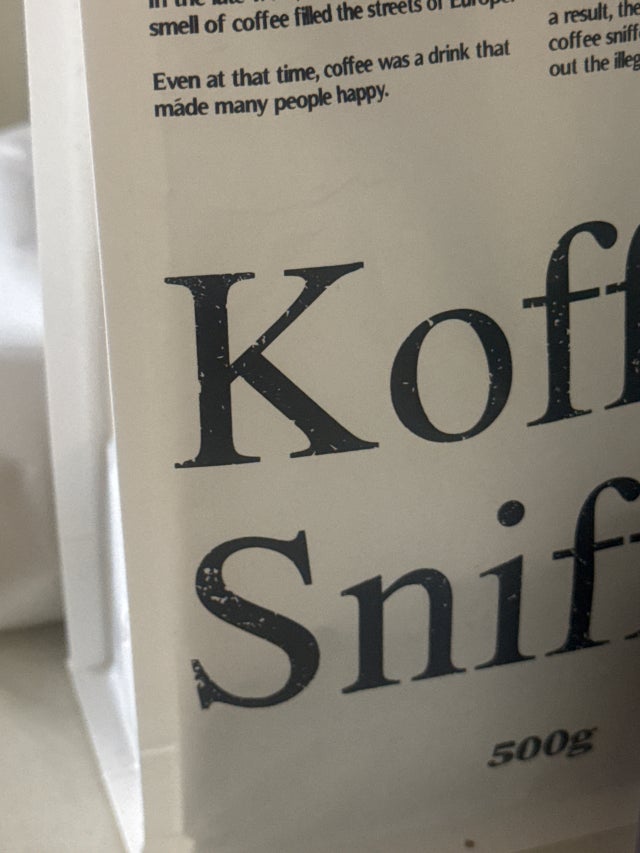 smell of coffee filled the streets of Europe.
Even at that time, coffee was a drink that
made many people happy.
a result, the
coffee sniff
out the illeg
Koff
Snif
500g